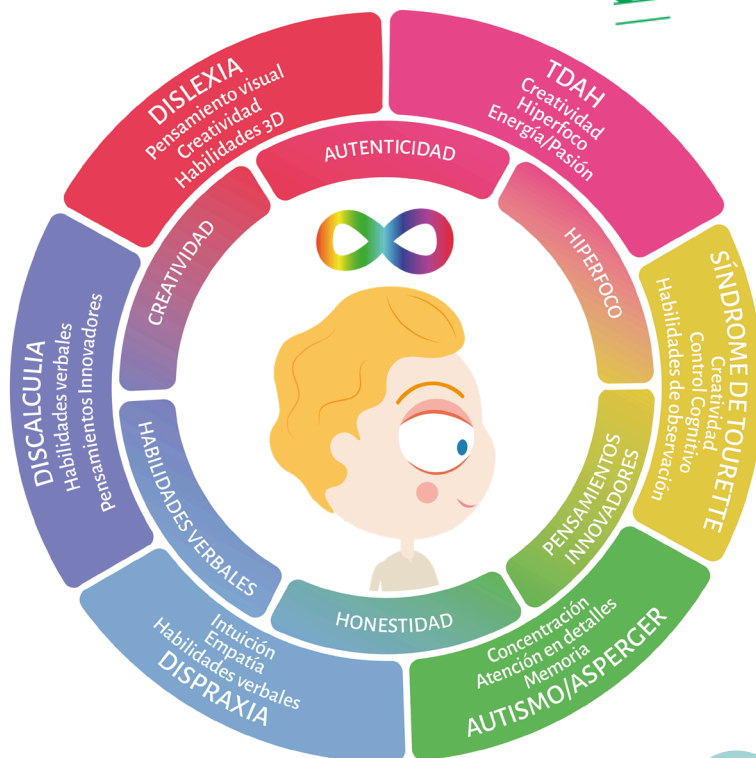 DISLEXIA
Pensamiento visual
Creatividad
Habilidades 3D
TDAH
Creatividad
Hiperfoco
Energía/Pasión
SÍNDROME DE TOURETTE
Creatividad
Control Cognitivo
Habilidades de observación
Concentración
Atención en detalles
Memoria
AUTISMO/ASPERGER
Intuición
Empatía
Habilidades verbales
DISPRAXIA
DISCALCULIA
Habilidades verbales
Pensamientos Innovadores
AUTENTICIDAD
HIPERFOCO
PENSAMIENTOS
INNOVADORES
HONESTIDAD
HABILIDADES VERBALES
CREATIVIDAD